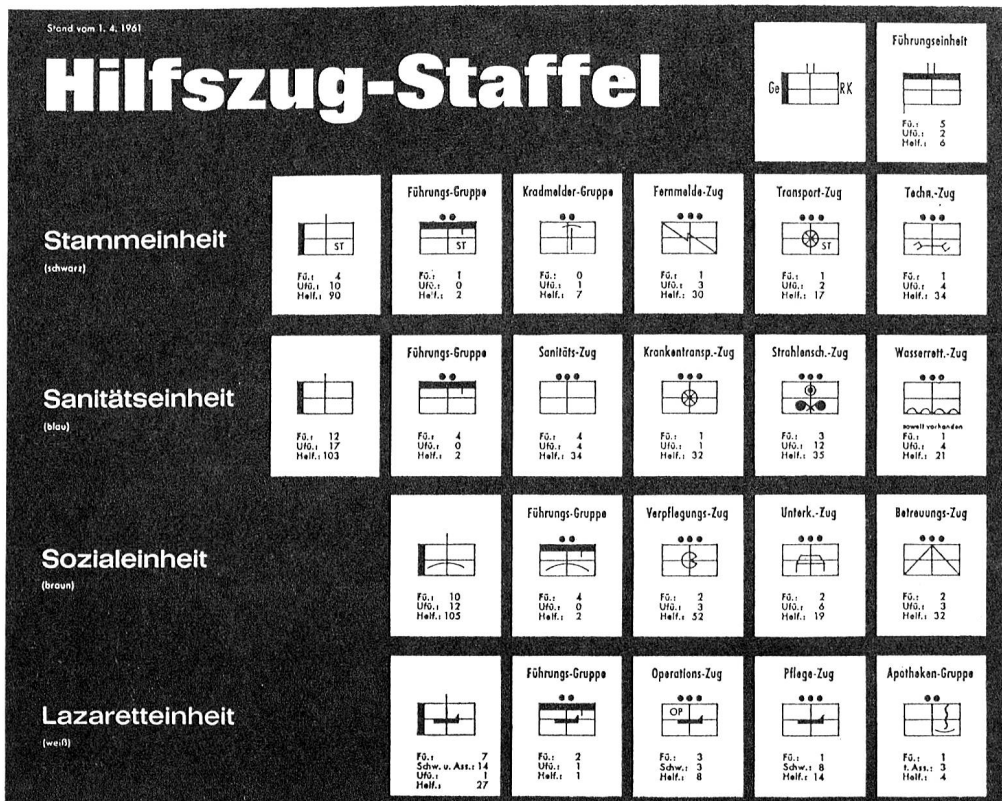 Stand vom 1. 4. 1961
Hilfszug-Staffel
Ge RK
Führungseinheit
Fü.: 5
Ufü.: 2
Helf.: 6
Stammeinheit
(schwarz)
ST
Fü.: 4
Ufü.: 10
Helf.: 90
Führungs-Gruppe
ST
Fü.: 1
Ufü.: 0
Helf.: 2
Kradmelder-Gruppe
Fü.: 0
Ufü.: 1
Helf.: 7
Fernmelde-Zug
Fü.: 1
Ufü.: 3
Helf.: 30
Transport-Zug
ST
Fü.: 1
Ufü.: 2
Helf.: 17
Techn.-Zug
Fü.: 1
Ufü.: 4
Helf.: 34
Sanitätseinheit
(blau)
Fü.: 12
Ufü.: 17
Helf.: 103
Führungs-Gruppe
Fü.: 4
Ufü.: 0
Helf.: 2
Sanitäts-Zug
Fü.: 4
Ufü.: 4
Helf.: 34
Krankentransp.-Zug
Fü.: 1
Ufü.: 1
Helf.: 32
Strahlensch.-Zug
Fü.: 3
Ufü.: 12
Helf.: 35
Wasserrett.-Zug
soweit vorhanden
Fü.: 1
Ufü.: 4
Helf.: 21
Sozialeinheit
(braun)
Fü.: 10
Ufü.: 12
Helf.: 105
Führungs-Gruppe
Fü.: 4
Ufü.: 0
Helf.: 2
Verpflegungs-Zug
Fü.: 2
Ufü.: 3
Helf.: 52
Unterk.-Zug
Fü.: 2
Ufü.: 6
Helf.: 19
Betreuungs-Zug
Fü.: 2
Ufü.: 3
Helf.: 32
Lazaretteinheit
(weiß)
Fü.: 7
Schw. u. Ass.: 14
Ufü.: 1
Helf.: 27
Führungs-Gruppe
Fü.: 2
Ufü.: 1
Helf.: 1
Operations-Zug
OP
Fü.: 3
Schw.: 3
Helf.: 8
Pflege-Zug
Fü.: 1
Schw.: 8
Helf.: 14
Apotheken-Gruppe
Fü.: 1
t. Ass.: 3
Helf.: 4